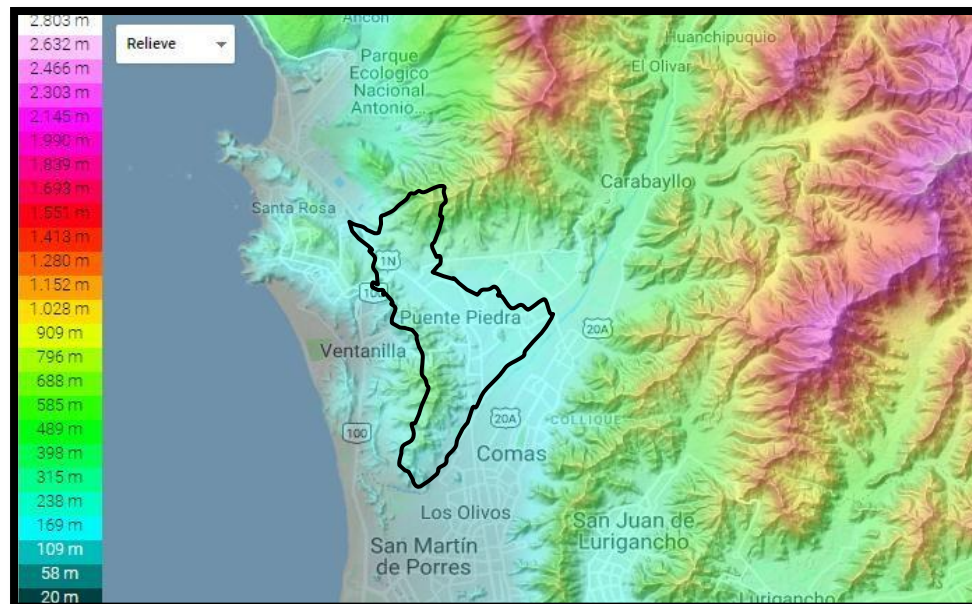 2.803 m
2.632 m
2.466 m
2.303 m
2.145 m
1.990 m
1.839 m
1.693 m
1.551 m
1.413 m
1.280 m
1.152 m
1.028 m
909 m
796 m
688 m
585 m
489 m
398 m
315 m
238 m
169 m
109 m
58 m
20 m
Relieve
Ancon
Parque
Ecologico
Nacional
Antonio...
Huanchipuquio
El Olivar
Carabayllo
Santa Rosa
1N
Puente Piedra
20A
Ventanilla
100
20A
COLLIQUE
Comas
Los Olivos
San Juan de
Lurigancho
San Martín
de Porres
Lurigancho